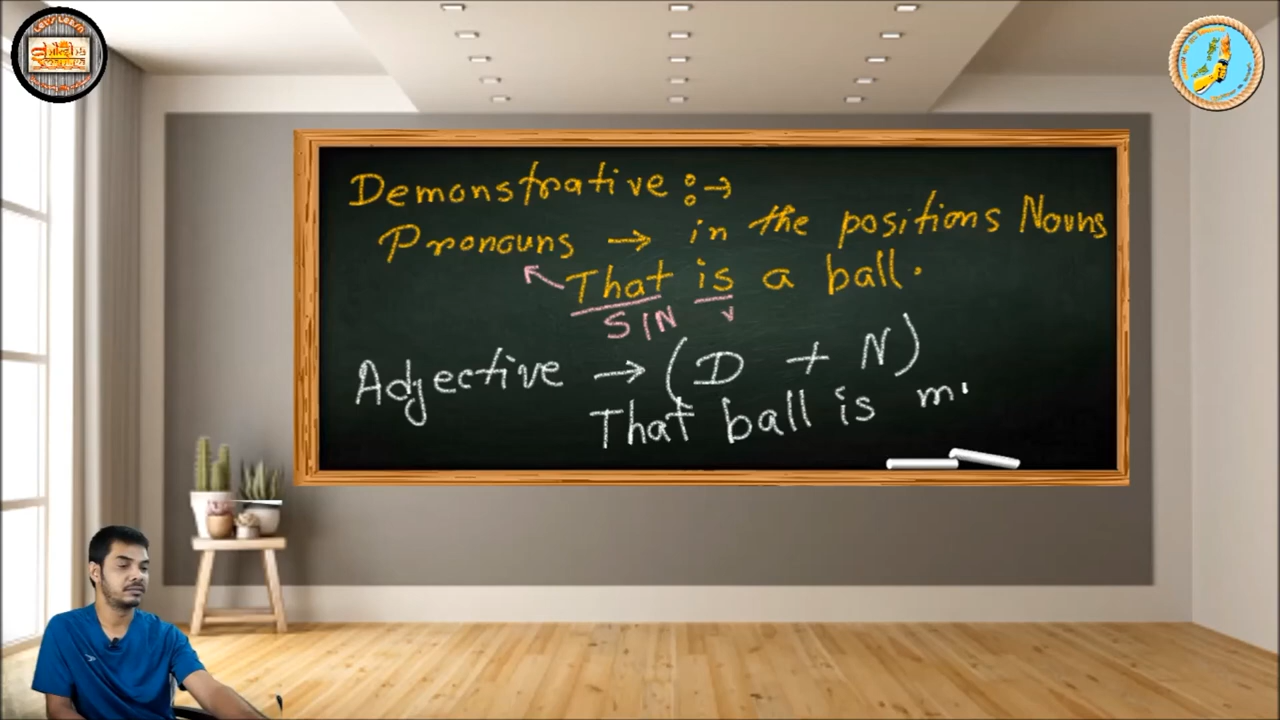 Demonstrative :→
Pronouns → in the positions Nouns
That is a ball.
S/N v
Adjective → (D + N)
That ball is m.